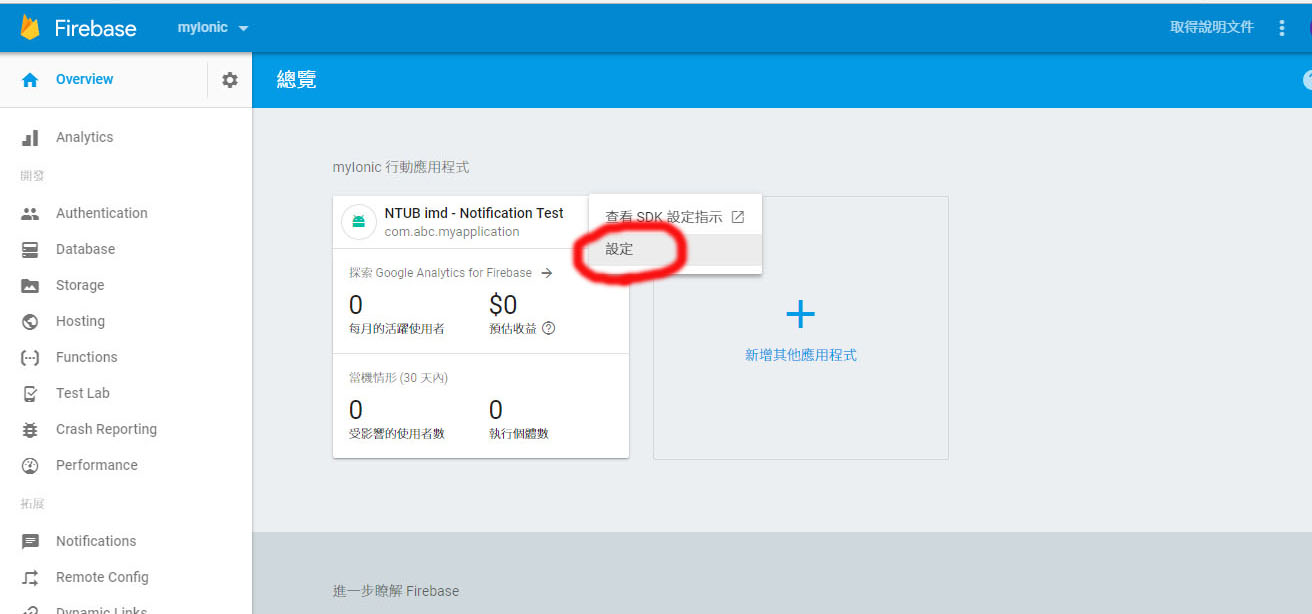 Firebase
myIonic
取得說明文件
Overview
總覽
Analytics
開發
Authentication
Database
Storage
Hosting
Functions
Test Lab
Crash Reporting
Performance
拓展
Notifications
Remote Config
Dynamic Links
myIonic 行動應用程式
NTUB imd - Notification Test
com.abc.myapplication
查看 SDK 設定指示
設定
探索 Google Analytics for Firebase
0
$0
每月的活躍使用者
預估收益
當機情形 (30 天內)
0
0
受影響的使用者數
執行個體數
新增其他應用程式
進一步瞭解 Firebase